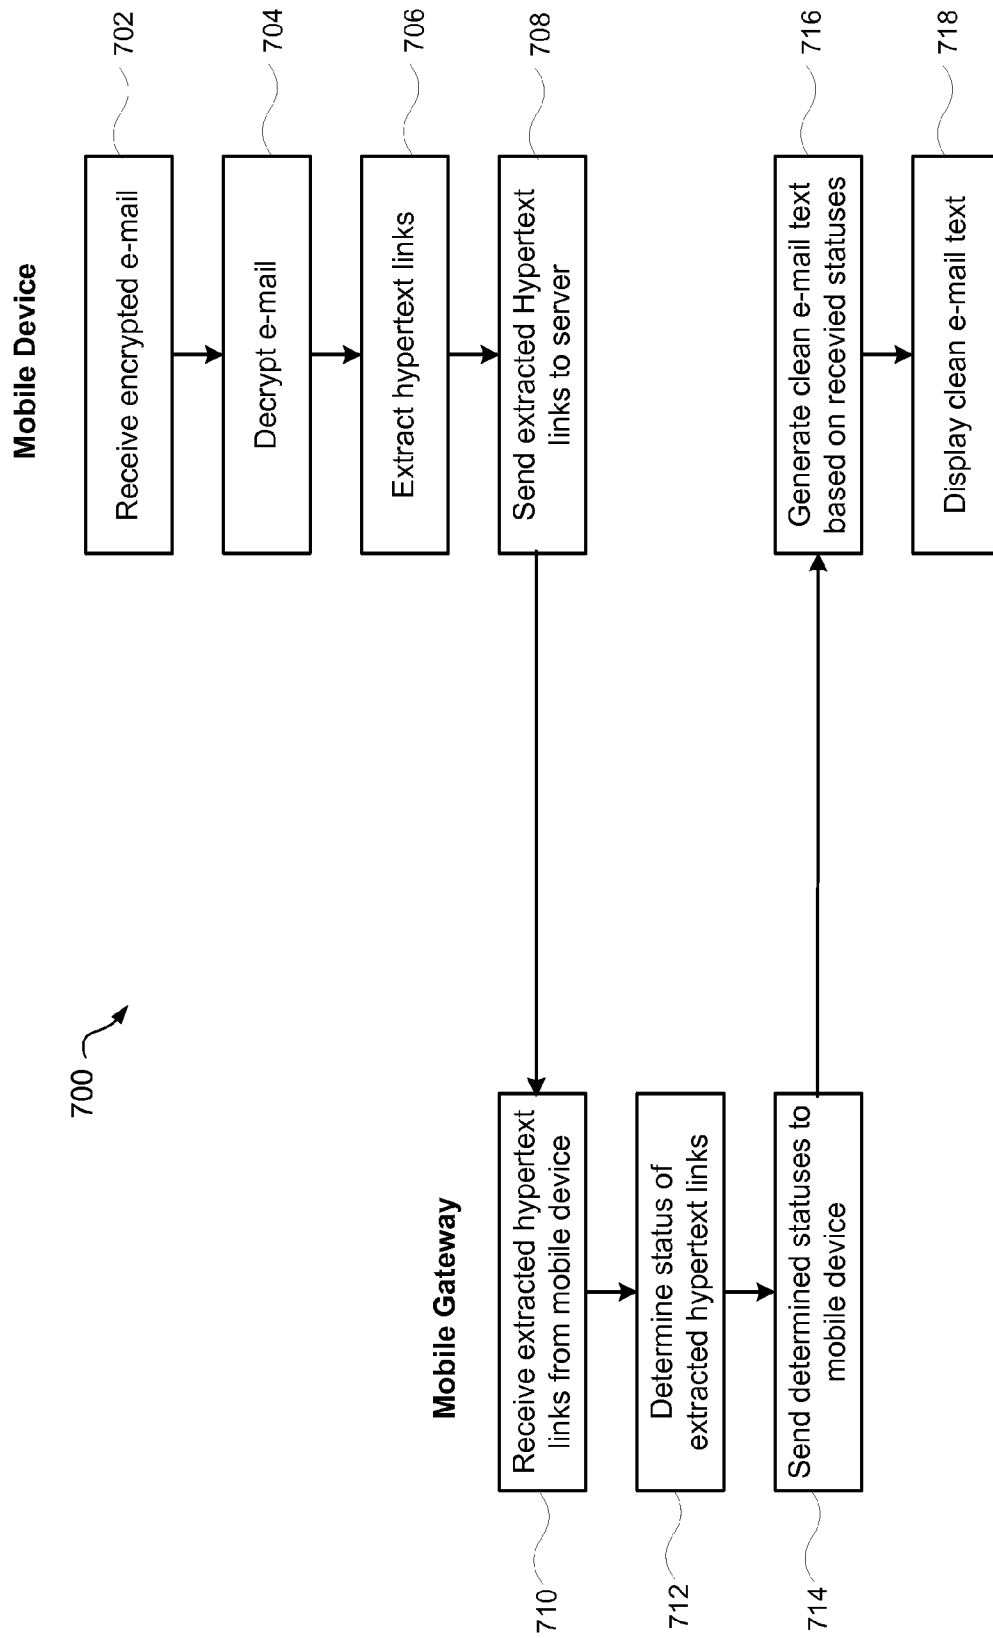 700
Mobile Device
Receive encrypted e-mail
702
Decrypt e-mail
704
Extract hypertext links
706
Send extracted Hypertext
links to server
708
Mobile Gateway
Receive extracted hypertext
links from mobile device
710
Determine status of
extracted hypertext links
712
Send determined statuses to
mobile device
714
Generate clean e-mail text
based on recevied statuses
716
Display clean e-mail text
718